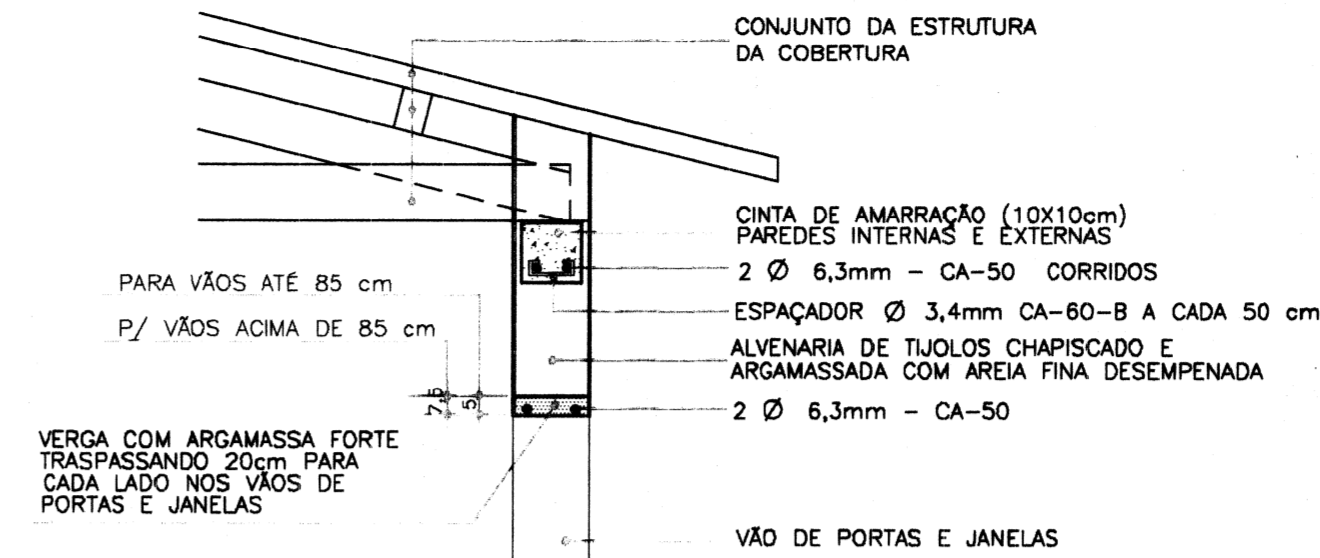 CONJUNTO DA ESTRUTURA
DA COBERTURA
CINTA DE AMARRAÇÃO (10X10cm)
PAREDES INTERNAS E EXTERNAS
2 Ø 6,3mm - CA-50 CORRIDOS
PARA VÃOS ATÉ 85 cm
ESPAÇADOR Ø 3,4mm CA-60-B A CADA 50 cm
P/ VÃOS ACIMA DE 85 cm
ALVENARIA DE TIJOLOS CHAPISCADO E
ARGAMASSADA COM AREIA FINA DESEMPENADA
7,5
5
2 Ø 6,3mm - CA-50
VERGA COM ARGAMASSA FORTE
TRASPASSANDO 20cm PARA
CADA LADO NOS VÃOS DE
PORTAS E JANELAS
VÃO DE PORTAS E JANELAS